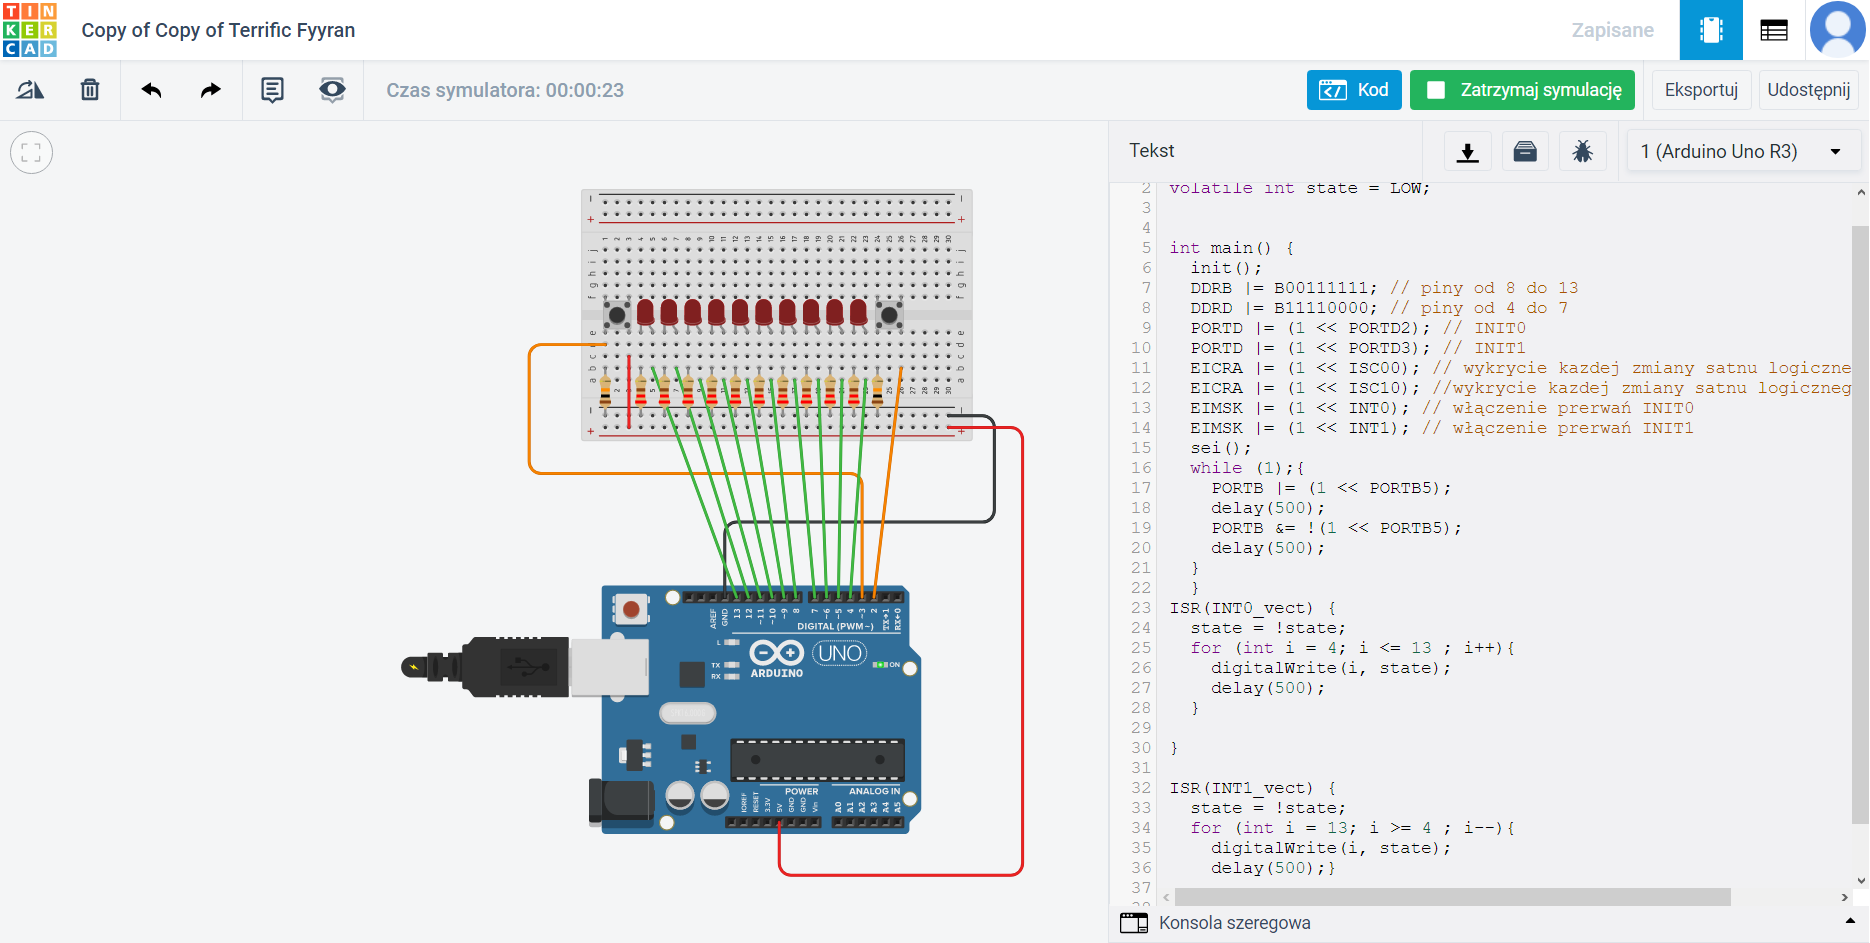 TIN
KER
CAD
Copy of Copy of Terrific Fyyran
Zapisane
Czas symulatora: 00:00:23
Kod
Zatrzymaj symulację
Eksportuj
Udostępnij
Tekst
1 (Arduino Uno R3)
2 volatile int state = LOW;
3
4
5 int main() {
6 init();
7 DDRB |= B00111111; // piny od 8 do 13
8 DDRD |= B11110000; // piny od 4 do 7
9 PORTD |= (1 << PORTD2); // INIT0
10 PORTD |= (1 << PORTD3); // INIT1
11 EICRA |= (1 << ISC00); // wykrycie kazdej zmiany satnu logiczne
12 EICRA |= (1 << ISC10); //wykrycie kazdej zmiany satnu logiczneg
13 EIMSK |= (1 << INT0); // włączenie prerwań INIT0
14 EIMSK |= (1 << INT1); // włączenie prerwań INIT1
15 sei();
16 while (1);{
17 PORTB |= (1 << PORTB5);
18 delay(500);
19 PORTB &= !(1 << PORTB5);
20 delay(500);
21 }
22 }
23 ISR(INT0_vect) {
24 state = !state;
25 for (int i = 4; i <= 13 ; i++){
26 digitalWrite(i, state);
27 delay(500);
28 }
29
30 }
31
32 ISR(INT1_vect) {
33 state = !state;
34 for (int i = 13; i >= 4 ; i--){
35 digitalWrite(i, state);
36 delay(500);}
37
Konsola szeregowa
AREF GND 13 12 ~11 ~10 ~9 8 7 ~6 ~5 4 ~3 2 TX→1 RX←0
DIGITAL (PWM~)
L
TX
RX
ARDUINO
UNO
ON
POWER
ANALOG IN
IOREF RESET 3.3V 5V GND GND Vin A0 A1 A2 A3 A4 A5